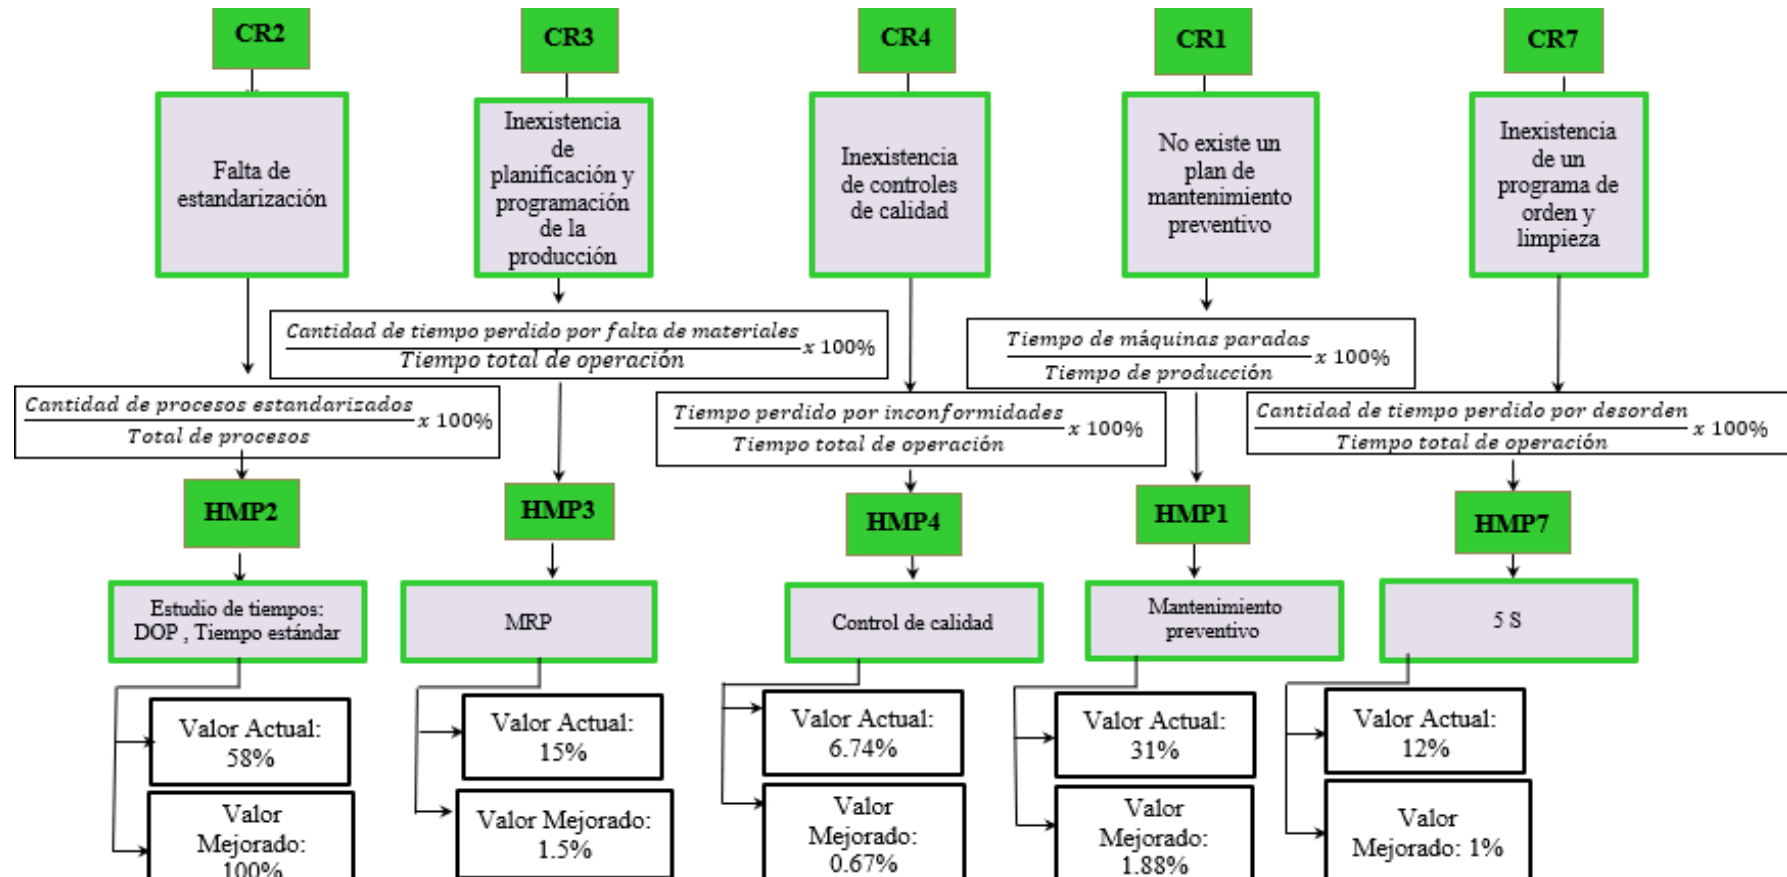 CR2
CR3
CR4
CR1
CR7
Falta de
estandarización
Inexistencia
de
planificación y
programación
de la
producción
Inexistencia
de controles
de calidad
No existe un
plan de
mantenimiento
preventivo
Inexistencia
de un
programa de
orden y
limpieza
Cantidad de procesos estandarizados
Total de procesos
x 100%
Cantidad de tiempo perdido por falta de materiales
Tiempo total de operación
x 100%
Tiempo perdido por inconformidades
Tiempo total de operación
x 100%
Tiempo de máquinas paradas
Tiempo de producción
x 100%
Cantidad de tiempo perdido por desorden
Tiempo total de operación
x 100%
HMP2
HMP3
HMP4
HMP1
HMP7
Estudio de tiempos:
DOP , Tiempo estándar
MRP
Control de calidad
Mantenimiento
preventivo
5 S
Valor Actual:
58%
Valor
Mejorado:
100%
Valor Actual:
15%
Valor Mejorado:
1.5%
Valor Actual:
6.74%
Valor
Mejorado:
0.67%
Valor Actual:
31%
Valor
Mejorado:
1.88%
Valor Actual:
12%
Valor
Mejorado: 1%